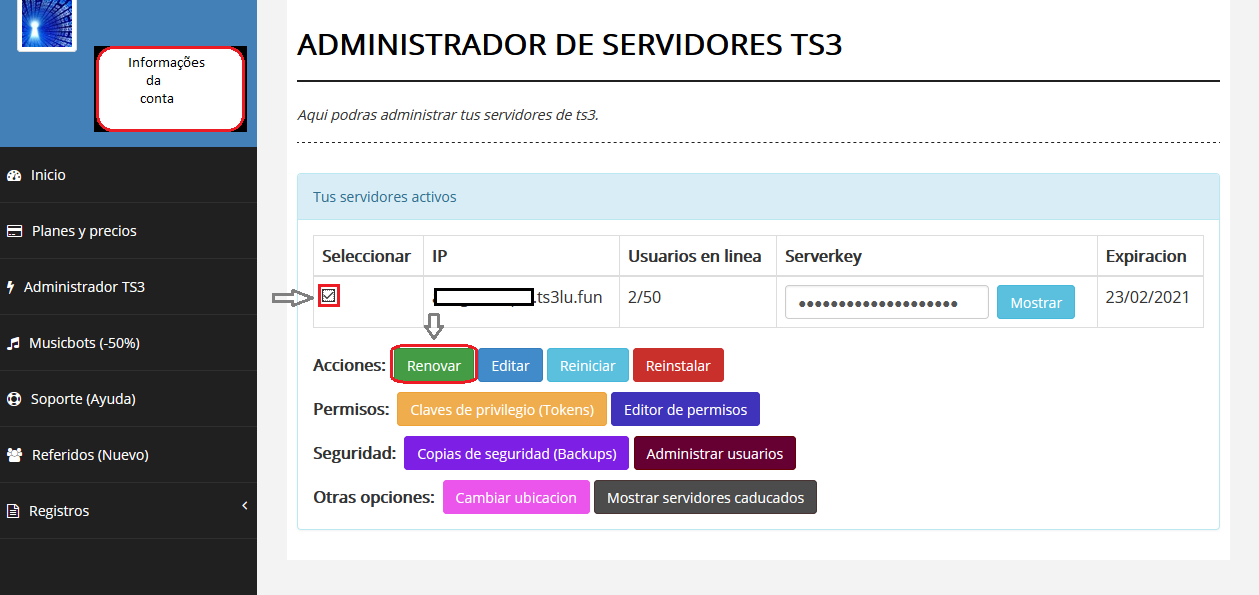 Informações
da
conta
Inicio
Planes y precios
Administrador TS3
Musicbots (-50%)
Soporte (Ayuda)
Referidos (Nuevo)
Registros
ADMINISTRADOR DE SERVIDORES TS3
Aqui podras administrar tus servidores de ts3.
Tus servidores activos
Seleccionar IP Usuarios en linea Serverkey Expiracion
.ts3lu.fun 2/50 •••••••••••••••••••• Mostrar 23/02/2021
Acciones: Renovar Editar Reiniciar Reinstalar
Permisos: Claves de privilegio (Tokens) Editor de permisos
Seguridad: Copias de seguridad (Backups) Administrar usuarios
Otras opciones: Cambiar ubicacion Mostrar servidores caducados